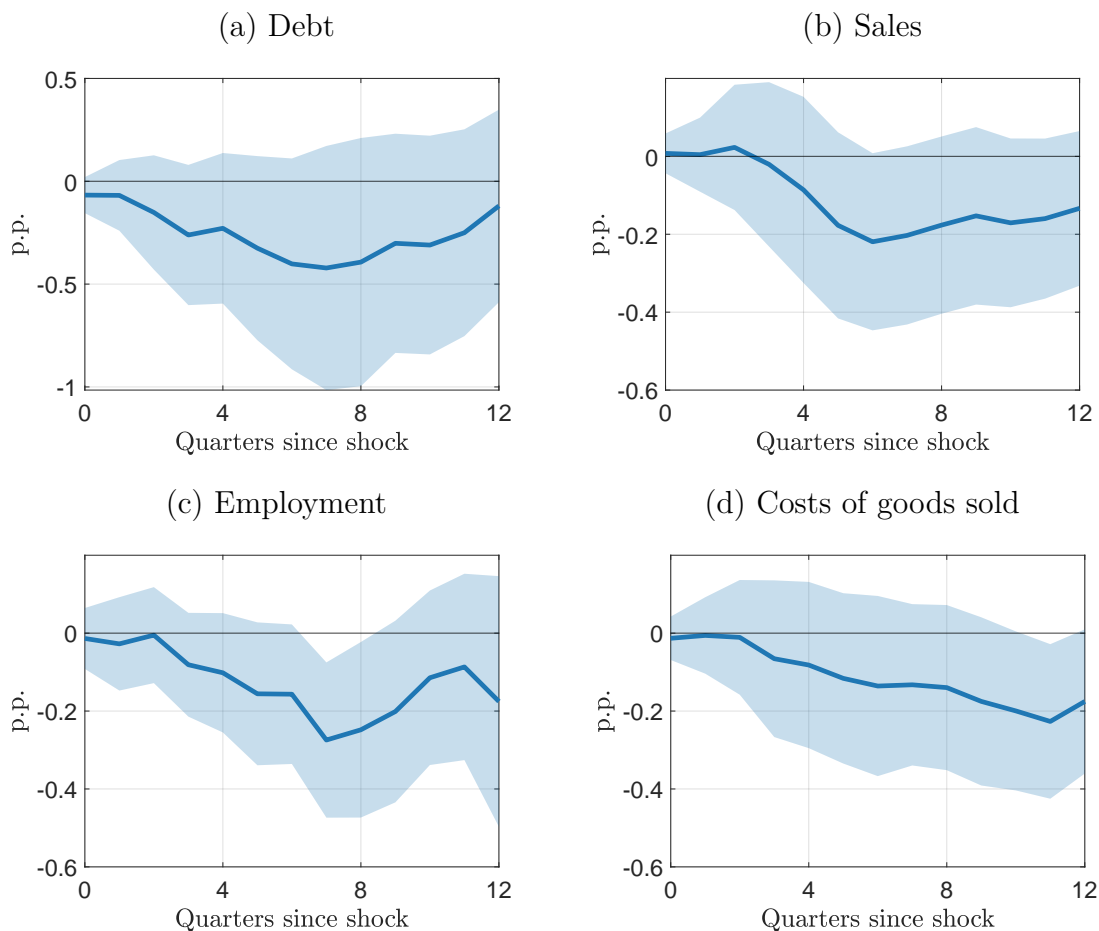 (a) Debt
0.5
0
-0.5
-1
p.p.
0 4 8 12
Quarters since shock
(b) Sales
0
-0.2
-0.4
-0.6
p.p.
0 4 8 12
Quarters since shock
(c) Employment
0
-0.2
-0.4
-0.6
p.p.
0 4 8 12
Quarters since shock
(d) Costs of goods sold
0
-0.2
-0.4
-0.6
p.p.
0 4 8 12
Quarters since shock